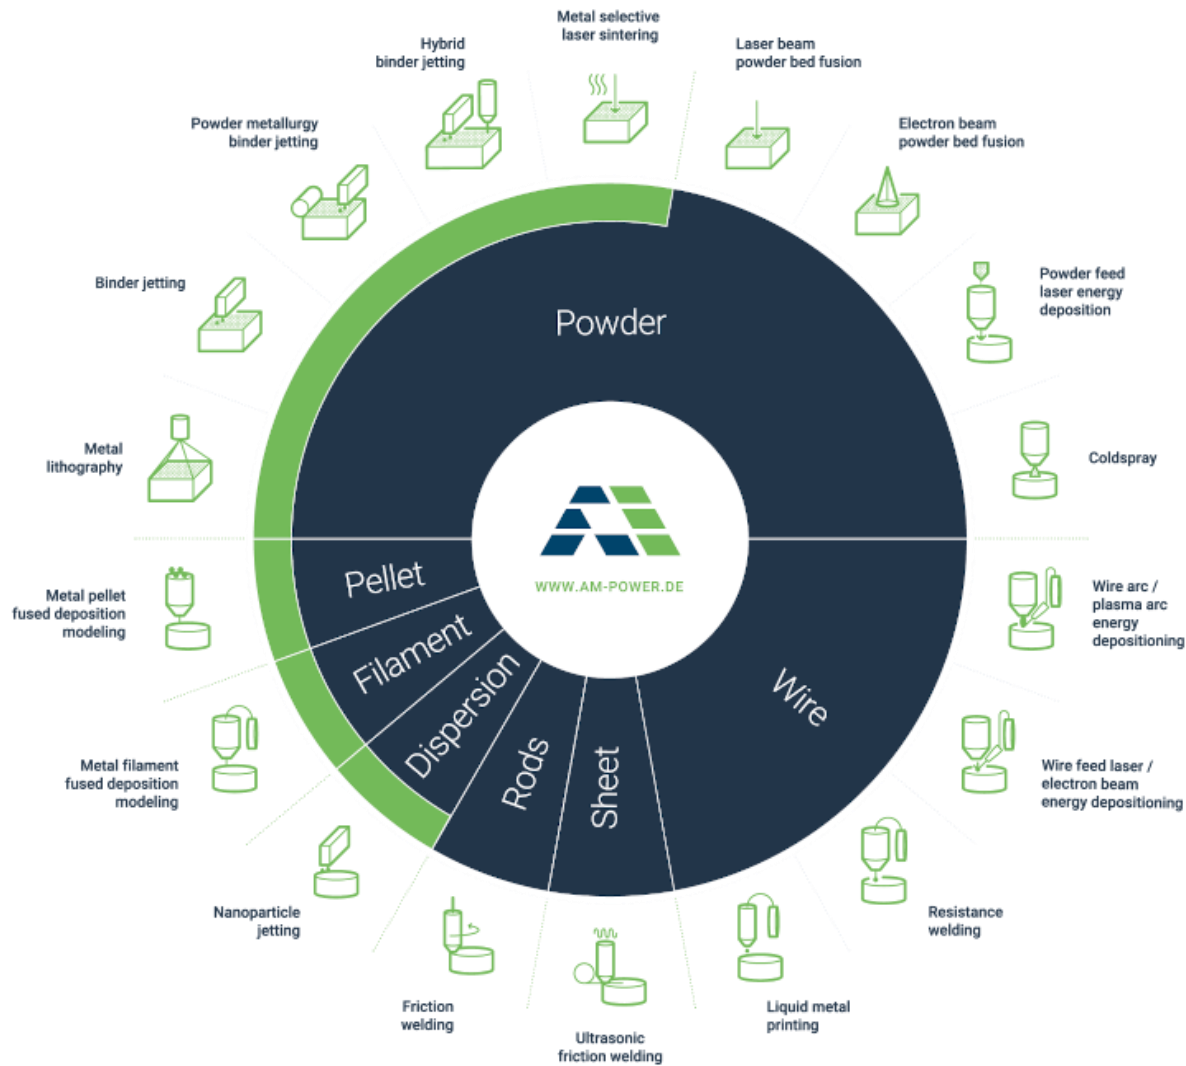 Metal selective
laser sintering
Hybrid
binder jetting
Laser beam
powder bed fusion
Powder metallurgy
binder jetting
Electron beam
powder bed fusion
Binder jetting
Powder feed
laser energy
deposition
Powder
Metal
lithography
Coldspray
WWW.AM-POWER.DE
Pellet
Filament
Dispersion
Rods
Sheet
Wire
Metal pellet
fused deposition
modeling
Wire arc /
plasma arc
energy
depositioning
Metal filament
fused deposition
modeling
Wire feed laser /
electron beam
energy depositioning
Nanoparticle
jetting
Resistance
welding
Friction
welding
Liquid metal
printing
Ultrasonic
friction welding